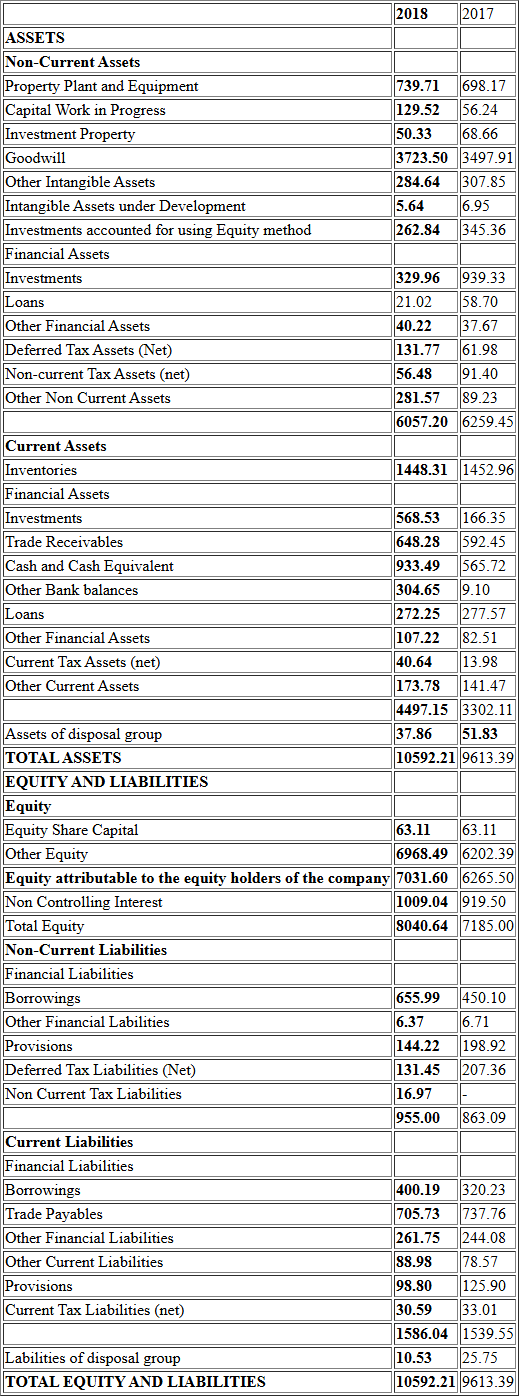 2018 2017
ASSETS
Non-Current Assets
Property Plant and Equipment 739.71 698.17
Capital Work in Progress 129.52 56.24
Investment Property 50.33 68.66
Goodwill 3723.50 3497.91
Other Intangible Assets 284.64 307.85
Intangible Assets under Development 5.64 6.95
Investments accounted for using Equity method 262.84 345.36
Financial Assets
Investments 329.96 939.33
Loans 21.02 58.70
Other Financial Assets 40.22 37.67
Deferred Tax Assets (Net) 131.77 61.98
Non-current Tax Assets (net) 56.48 91.40
Other Non Current Assets 281.57 89.23
6057.20 6259.45
Current Assets
Inventories 1448.31 1452.96
Financial Assets
Investments 568.53 166.35
Trade Receivables 648.28 592.45
Cash and Cash Equivalent 933.49 565.72
Other Bank balances 304.65 9.10
Loans 272.25 277.57
Other Financial Assets 107.22 82.51
Current Tax Assets (net) 40.64 13.98
Other Current Assets 173.78 141.47
4497.15 3302.11
Assets of disposal group 37.86 51.83
TOTAL ASSETS 10592.21 9613.39
EQUITY AND LIABILITIES
Equity
Equity Share Capital 63.11 63.11
Other Equity 6968.49 6202.39
Equity attributable to the equity holders of the company 7031.60 6265.50
Non Controlling Interest 1009.04 919.50
Total Equity 8040.64 7185.00
Non-Current Liabilities
Financial Liabilities
Borrowings 655.99 450.10
Other Financial Labilities 6.37 6.71
Provisions 144.22 198.92
Deferred Tax Liabilities (Net) 131.45 207.36
Non Current Tax Liabilities 16.97 -
955.00 863.09
Current Liabilities
Financial Liabilities
Borrowings 400.19 320.23
Trade Payables 705.73 737.76
Other Financial Liabilities 261.75 244.08
Other Current Liabilities 88.98 78.57
Provisions 98.80 125.90
Current Tax Liabilities (net) 30.59 33.01
1586.04 1539.55
Labilities of disposal group 10.53 25.75
TOTAL EQUITY AND LIABILITIES 10592.21 9613.39